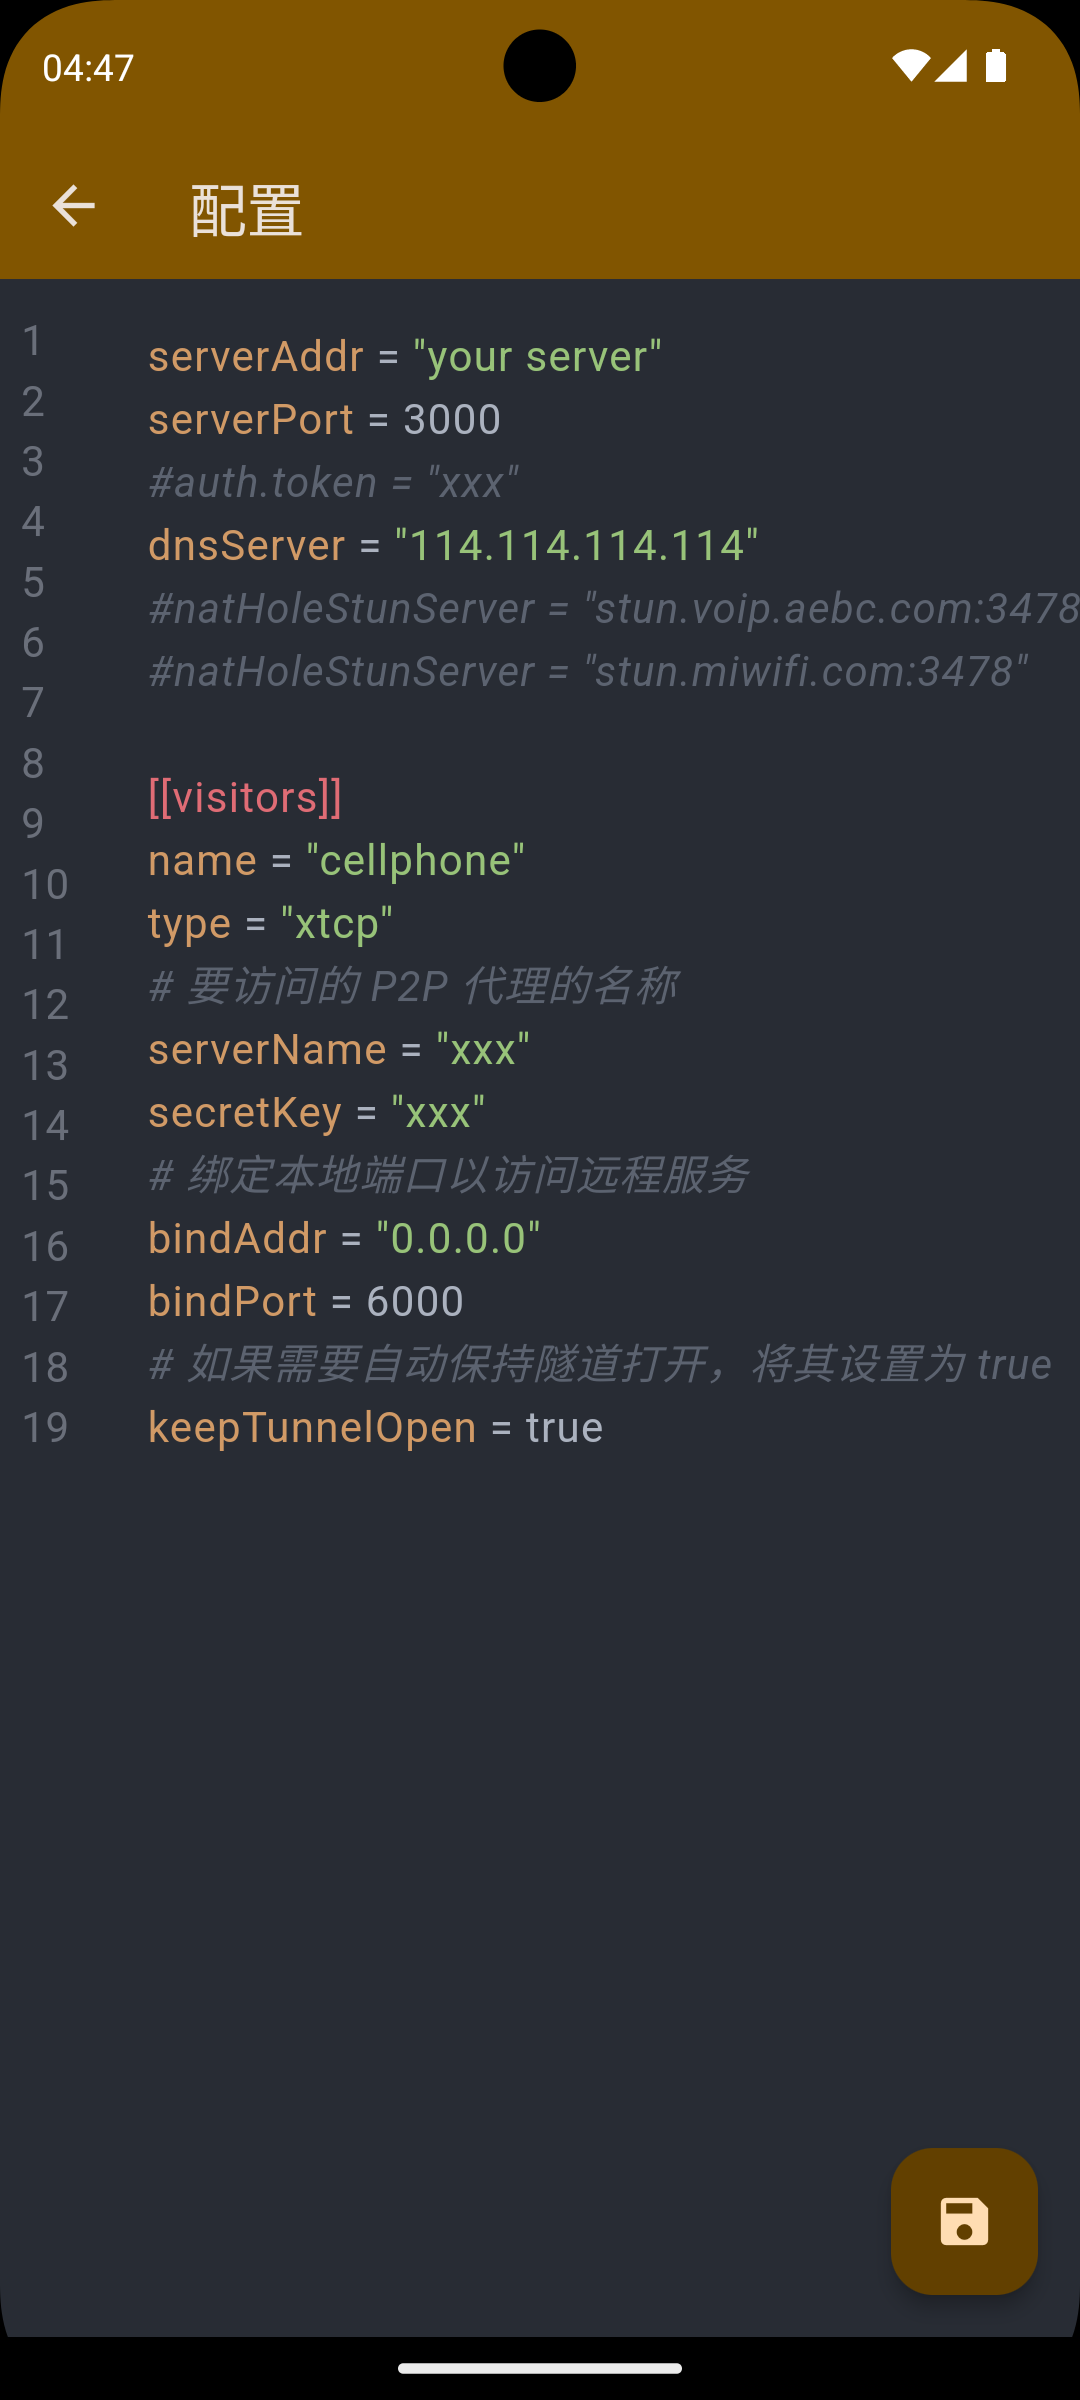 04:47
配置
1 serverAddr = "your server"
2 serverPort = 3000
3 #auth.token = "xxx"
4 dnsServer = "114.114.114.114"
5 #natHoleStunServer = "stun.voip.aebc.com:3478
6 #natHoleStunServer = "stun.miwifi.com:3478"
7
8 [[visitors]]
9 name = "cellphone"
10 type = "xtcp"
11 # 要访问的 P2P 代理的名称
12 serverName = "xxx"
13 secretKey = "xxx"
14 # 绑定本地端口以访问远程服务
15 bindAddr = "0.0.0.0"
16 bindPort = 6000
17 # 如果需要自动保持隧道打开，将其设置为 true
18 keepTunnelOpen = true
19